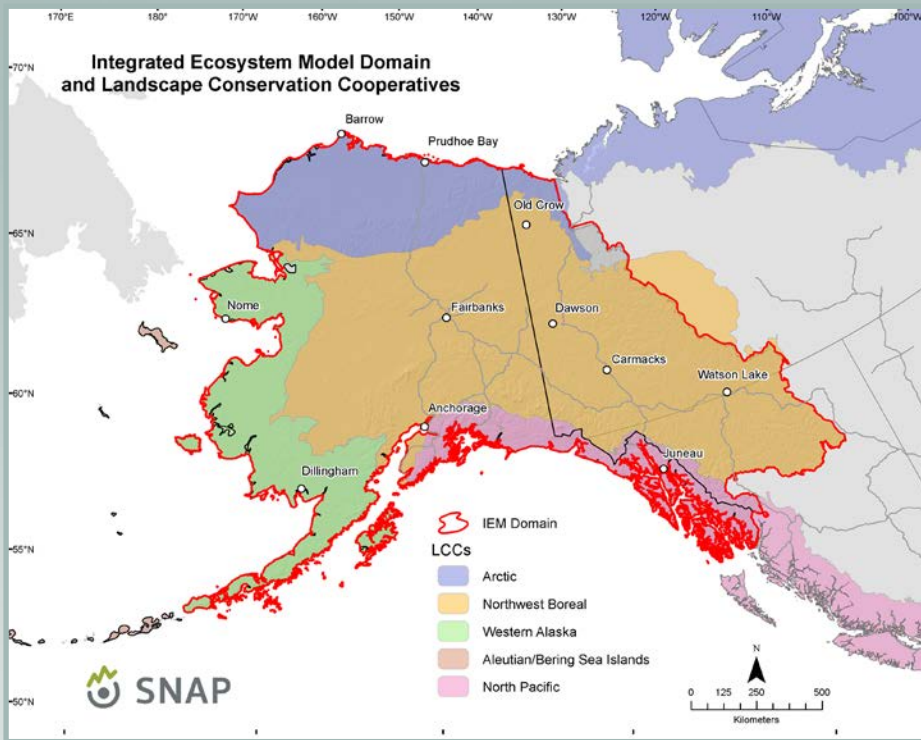 170°E 170°W 160°W 150°W 140°W 130°W 120°W 110°W 100°W
Integrated Ecosystem Model Domain
and Landscape Conservation Cooperatives
70°N
Barrow
Prudhoe Bay
Old Crow
65°N
Nome
Fairbanks
Dawson
Carmacks
Watson Lake
60°N
Anchorage
Juneau
Dillingham
IEM Domain
LCCs
55°N
Arctic
Northwest Boreal
Western Alaska
Aleutian/Bering Sea Islands
North Pacific
N
SNAP
50°N
0 125 250 500
Kilometers